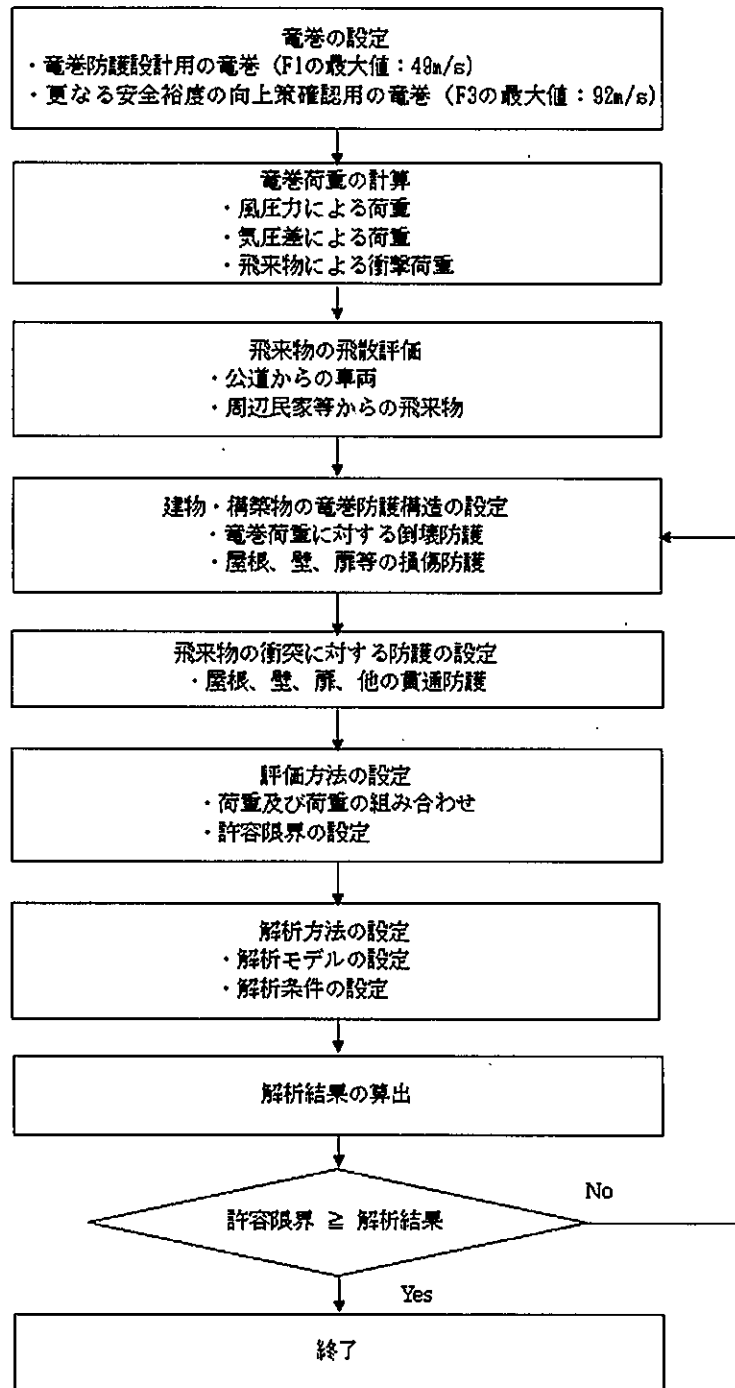 竜巻の設定
・竜巻防護設計用の竜巻 (F1の最大値：49m/s)
・更なる安全裕度の向上策確認用の竜巻 (F3の最大値：92m/s)
竜巻荷重の計算
・風圧力による荷重
・気圧差による荷重
・飛来物による衝撃荷重
飛来物の飛散評価
・公道からの車両
・周辺民家等からの飛来物
建物・構築物の竜巻防護構造の設定
・竜巻荷重に対する倒壊防護
・屋根、壁、扉等の損傷防護
飛来物の衝突に対する防護の設定
・屋根、壁、扉、他の貫通防護
評価方法の設定
・荷重及び荷重の組み合わせ
・許容限界の設定
解析方法の設定
・解析モデルの設定
・解析条件の設定
解析結果の算出
許容限界 ≧ 解析結果
No
Yes
終了